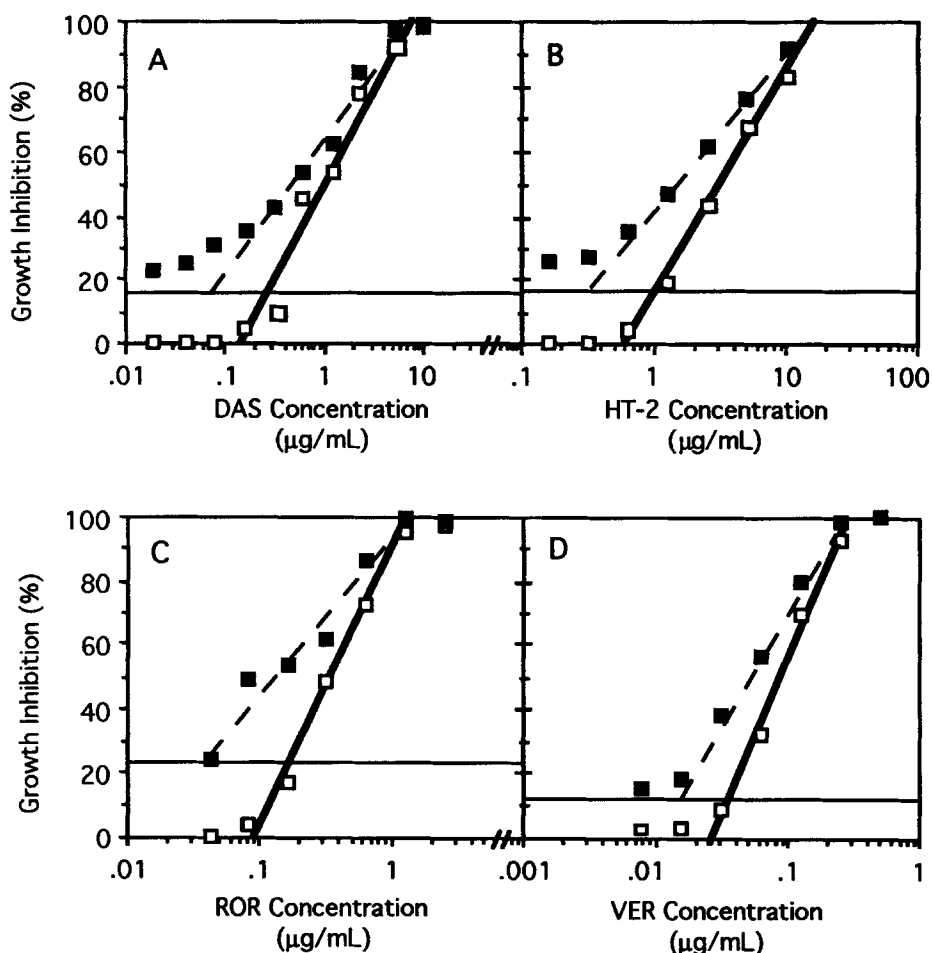 100
80
60
40
20
0
Growth Inhibition (%)
A
.01
.1
1
10
DAS Concentration
(μg/mL)
B
.1
1
10
100
HT-2 Concentration
(μg/mL)
100
80
60
40
20
0
Growth Inhibition (%)
C
.01
.1
1
ROR Concentration
(μg/mL)
D
.001
.01
.1
1
VER Concentration
(μg/mL)